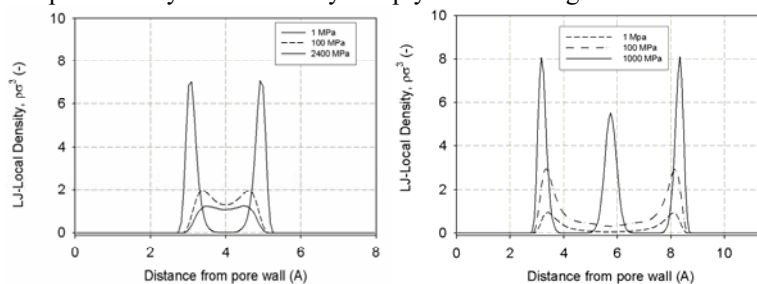 10
8
6
4
2
0
LJ-Local Density, ρσ³ (-)
1 MPa
100 MPa
2400 MPa
0 2 4 6 8
Distance from pore wall (A)
10
8
6
4
2
0
LJ-Local Density, ρσ³ (-)
1 Mpa
100 MPa
1000 MPa
0 2 4 6 8 10
Distance from pore wall (A)